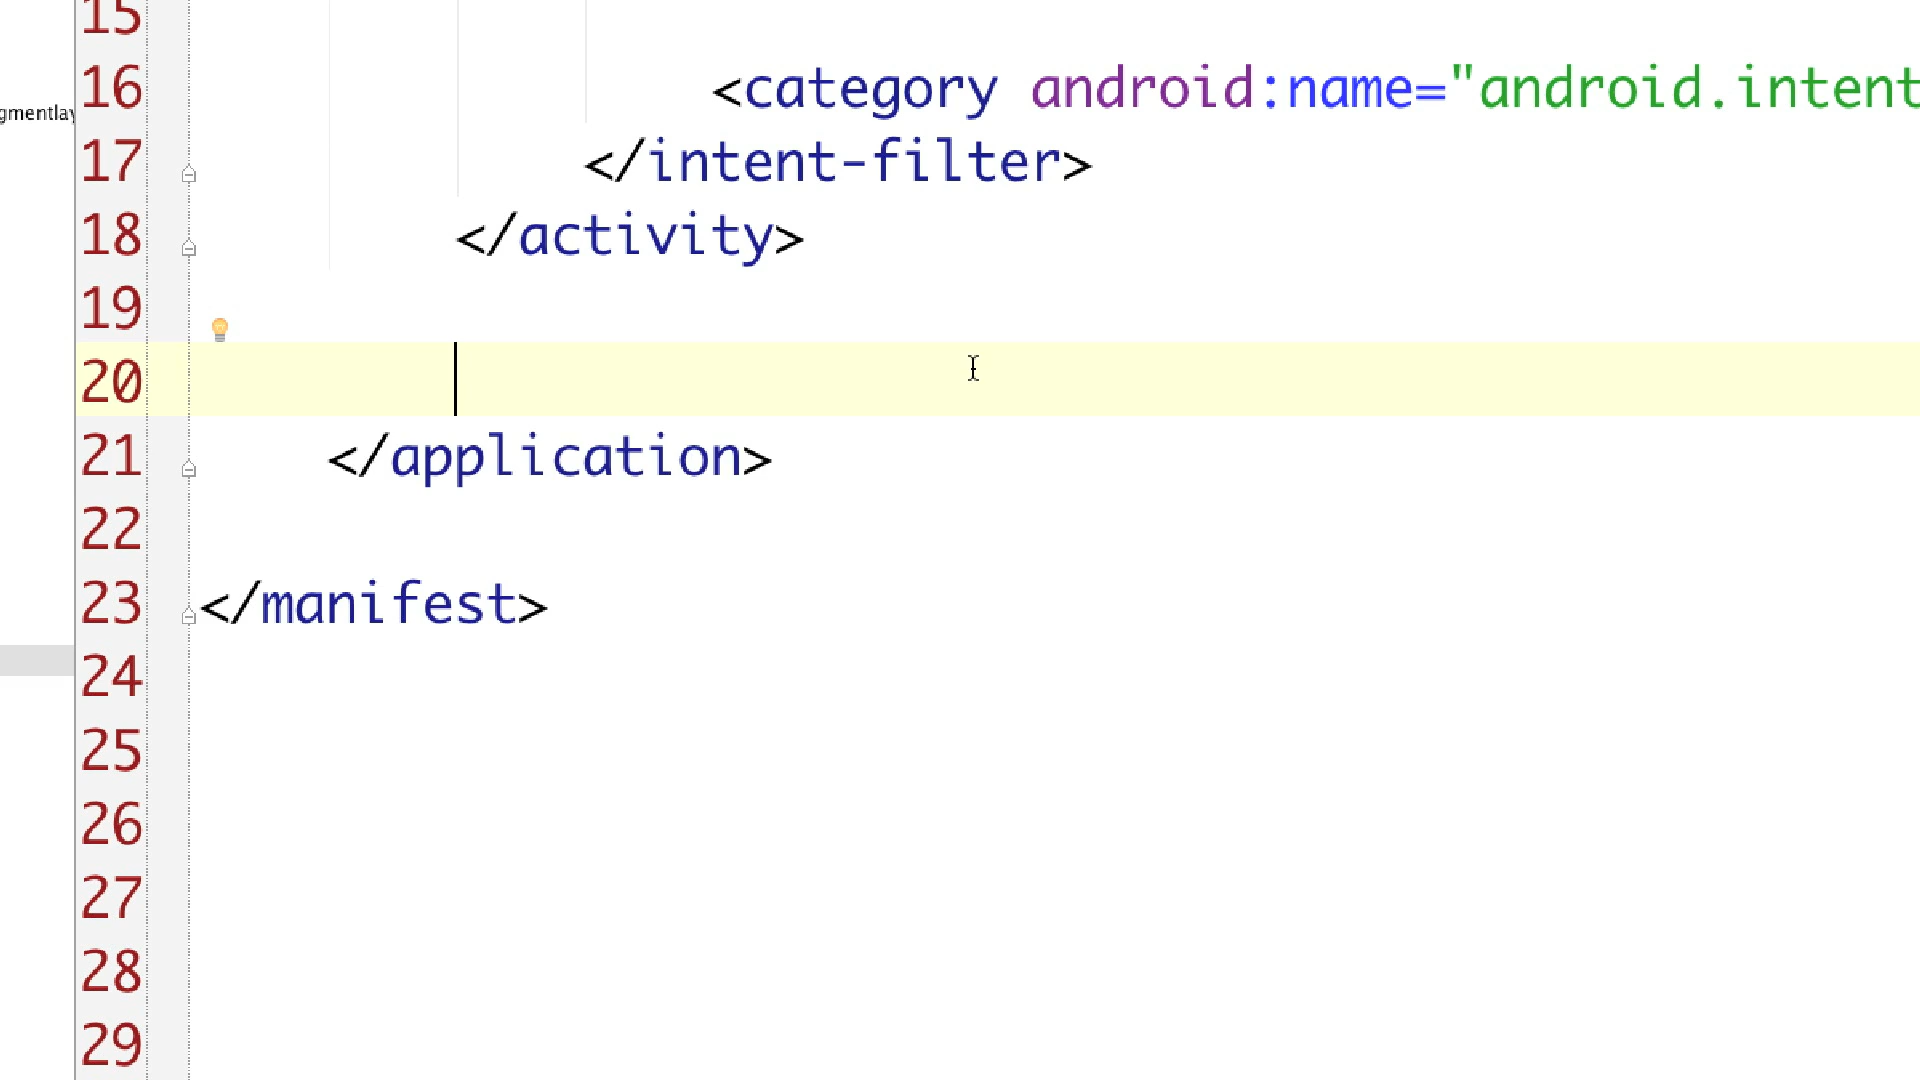 15
16 <category android:name="android.intent
gmentlay
17 </intent-filter>
18 </activity>
19
20
21 </application>
22
23 </manifest>
24
25
26
27
28
29